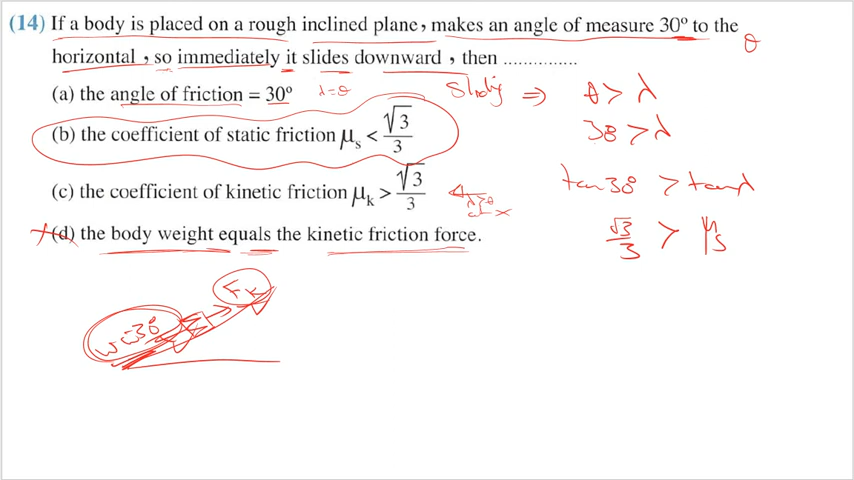 (14) If a body is placed on a rough inclined plane, makes an angle of measure 30° to the
θ
horizontal, so immediately it slides downward, then ...............
(a) the angle of friction = 30°
λ=θ
Sliding ⇒ θ > λ
(b) the coefficient of static friction μs < √3/3
30 > λ
(c) the coefficient of kinetic friction μk > √3/3
λ>θ
tan 30 > tan λ
(d) the body weight equals the kinetic friction force.
√3/3 > μs
Fk